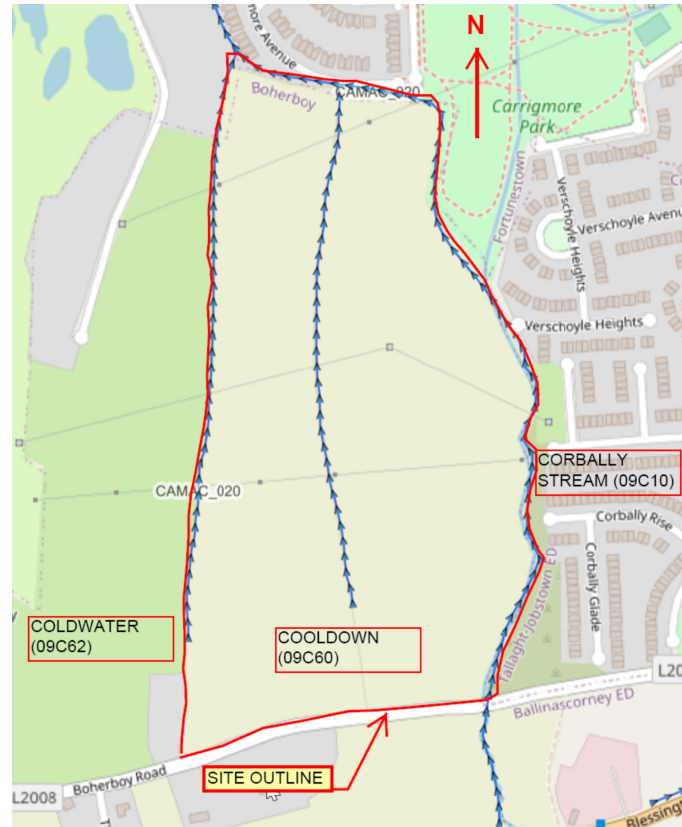 more Avenue
N
CAMAC_020
Boherboy
Carrigmore
Park
Fortunestown
Verschoyle
Heights
Verschoyle Avenu
Verschoyle Heights
CORBALLY
STREAM (09C10)
CAMAC_020
Corbally Rise
Corbally
Glade
Tallaght-Jobstown ED
COLDWATER
(09C62)
COOLDOWN
(09C60)
L20
Ballinascorney ED
SITE OUTLINE
Boherboy Road
L2008
Blessing